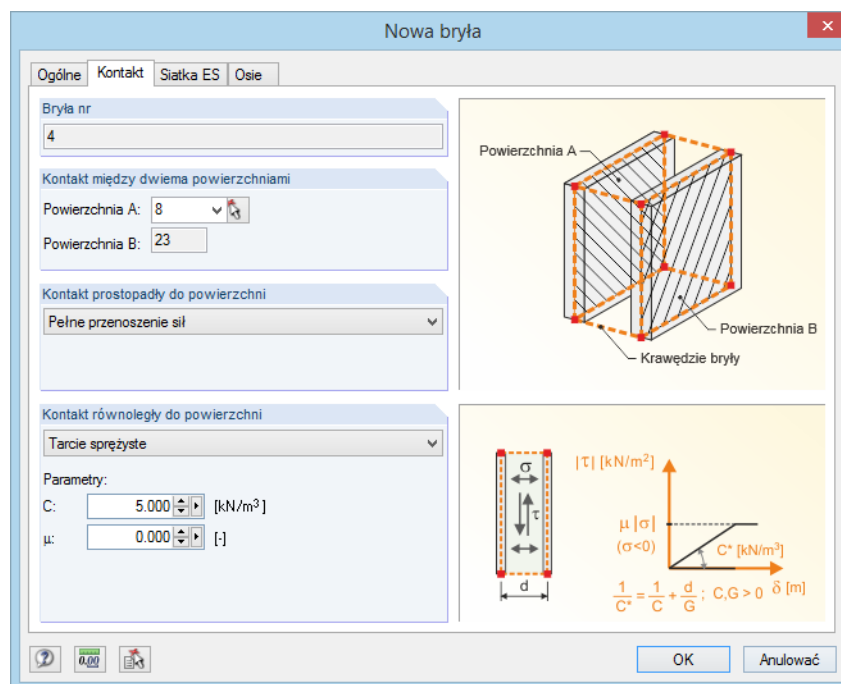 Nowa bryła
Ogólne Kontakt Siatka ES Osie
Bryła nr
4
Kontakt między dwiema powierzchniami
Powierzchnia A: 8
Powierzchnia B: 23
Kontakt prostopadły do powierzchni
Pełne przenoszenie sił
Powierzchnia A
Powierzchnia B
Krawędzie bryły
Kontakt równoległy do powierzchni
Tarcie sprężyste
Parametry:
C: 5.000 [kN/m³]
μ: 0.000 [-]
σ
τ
d
|τ| [kN/m²]
μ |σ|
(σ<0)
C* [kN/m³]
δ [m]
1/C* = 1/C + d/G ; C,G > 0
0.00
OK Anulować